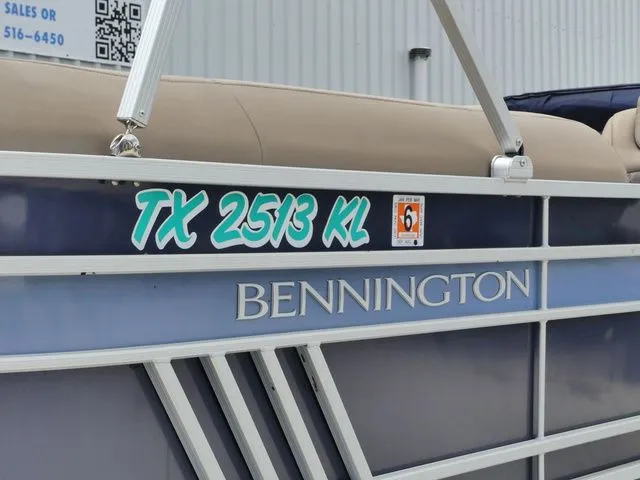 SALES OR
516-6450
TX 2513 KL
6
BENNINGTON